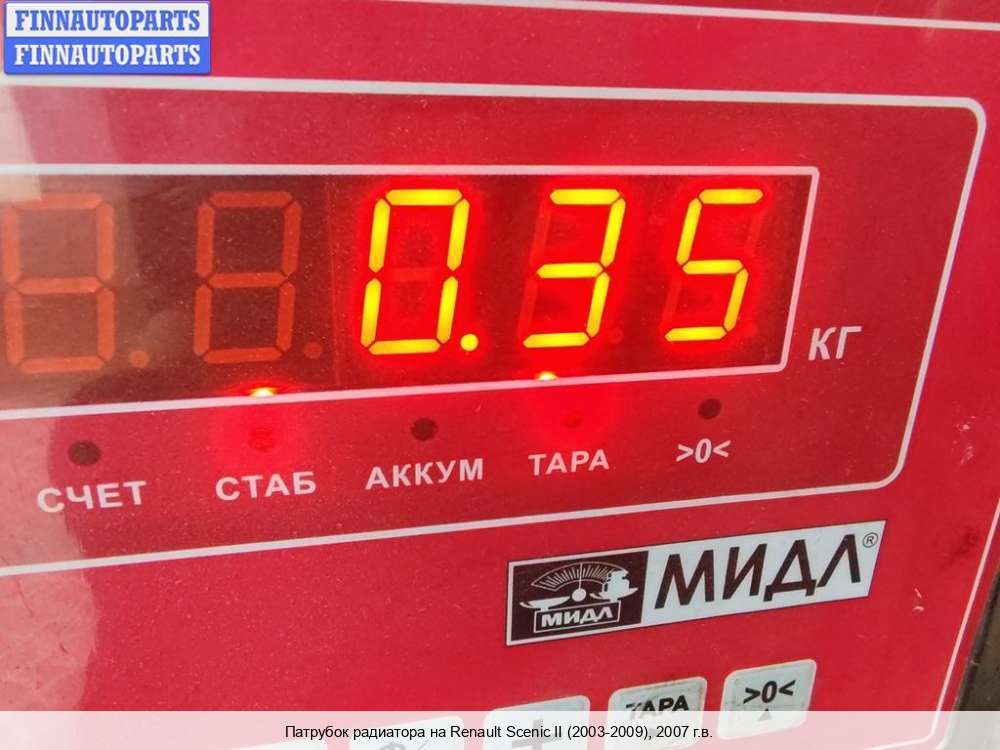 FINNAUTOPARTS
FINNAUTOPARTS
0.35
КГ
СЧЕТ СТАБ АККУМ ТАРА >0<
МИДЛ МИДЛ®
ТАРА >0<
Патрубок радиатора на Renault Scenic II (2003-2009), 2007 г.в.